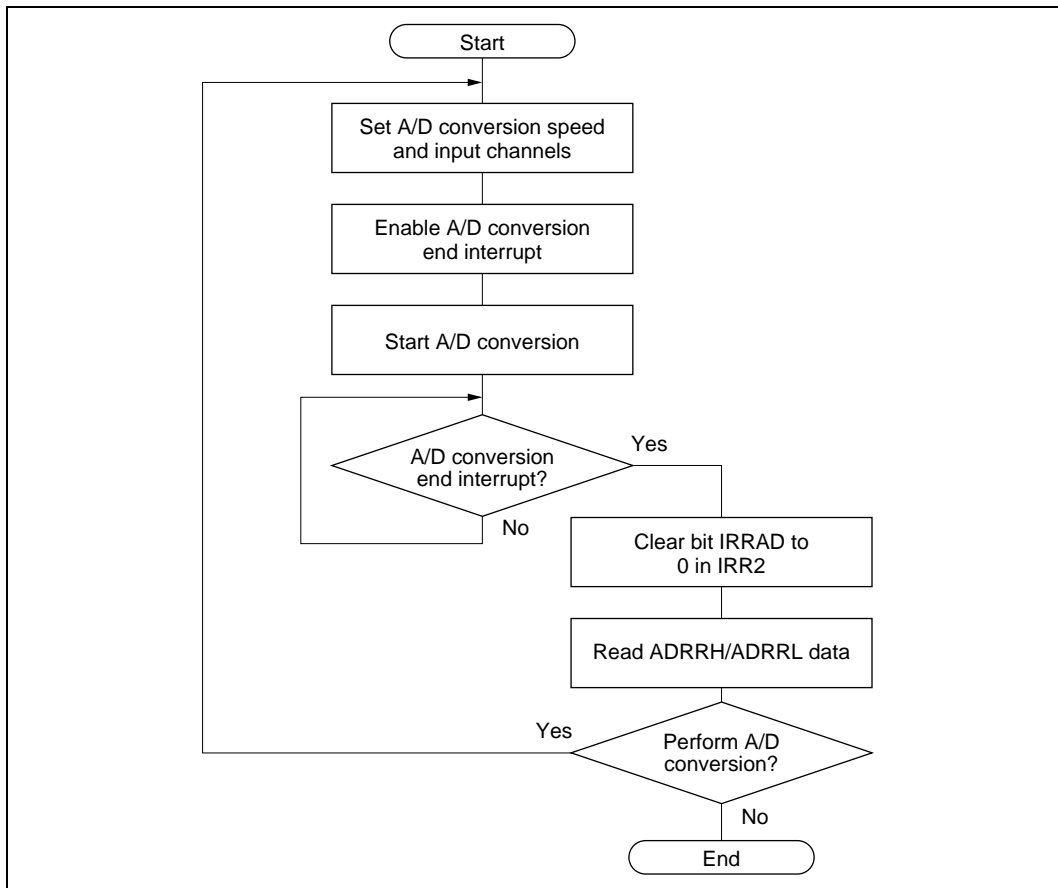 Start
Set A/D conversion speed
and input channels
Enable A/D conversion
end interrupt
Start A/D conversion
A/D conversion
end interrupt?
Yes
No
Clear bit IRRAD to
0 in IRR2
Read ADRRH/ADRRL data
Perform A/D
conversion?
Yes
No
End